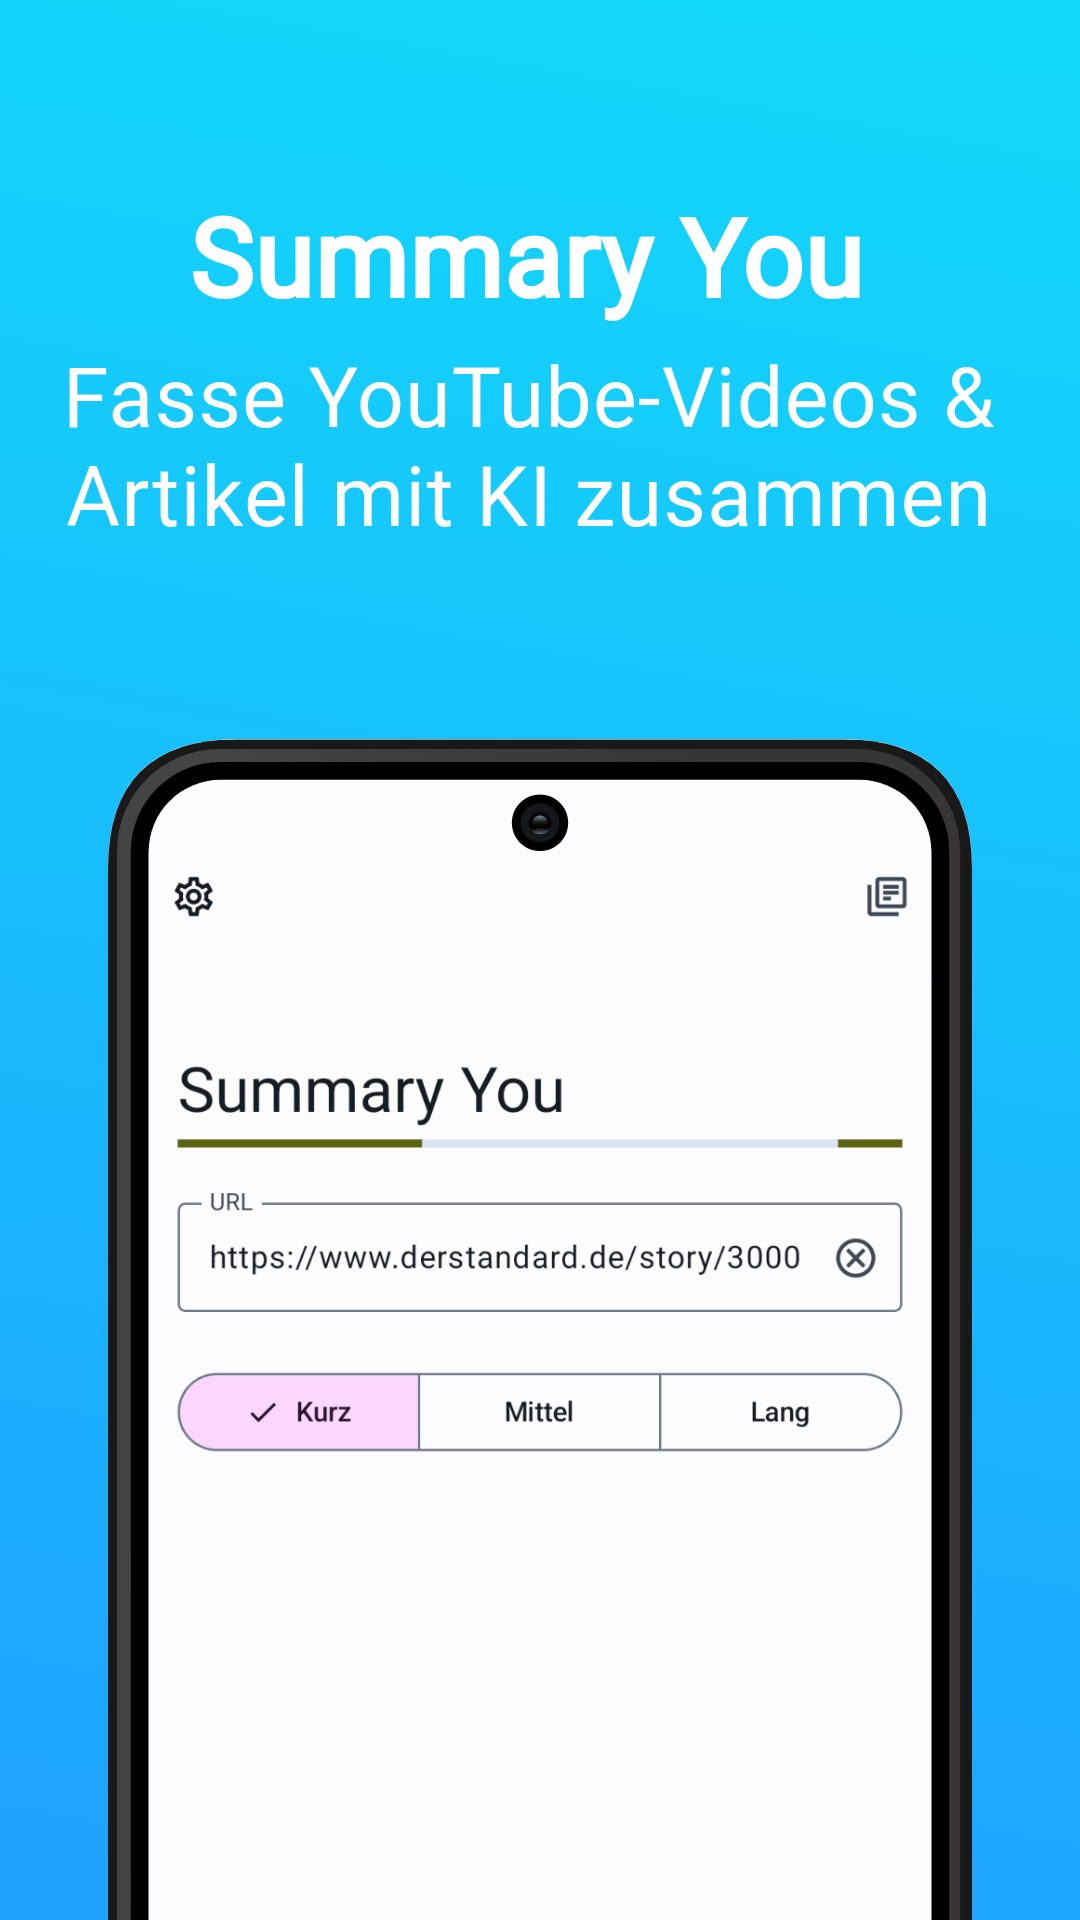 Summary You
Fasse YouTube-Videos &
Artikel mit KI zusammen
Summary You
URL
https://www.derstandard.de/story/3000
Kurz
Mittel
Lang